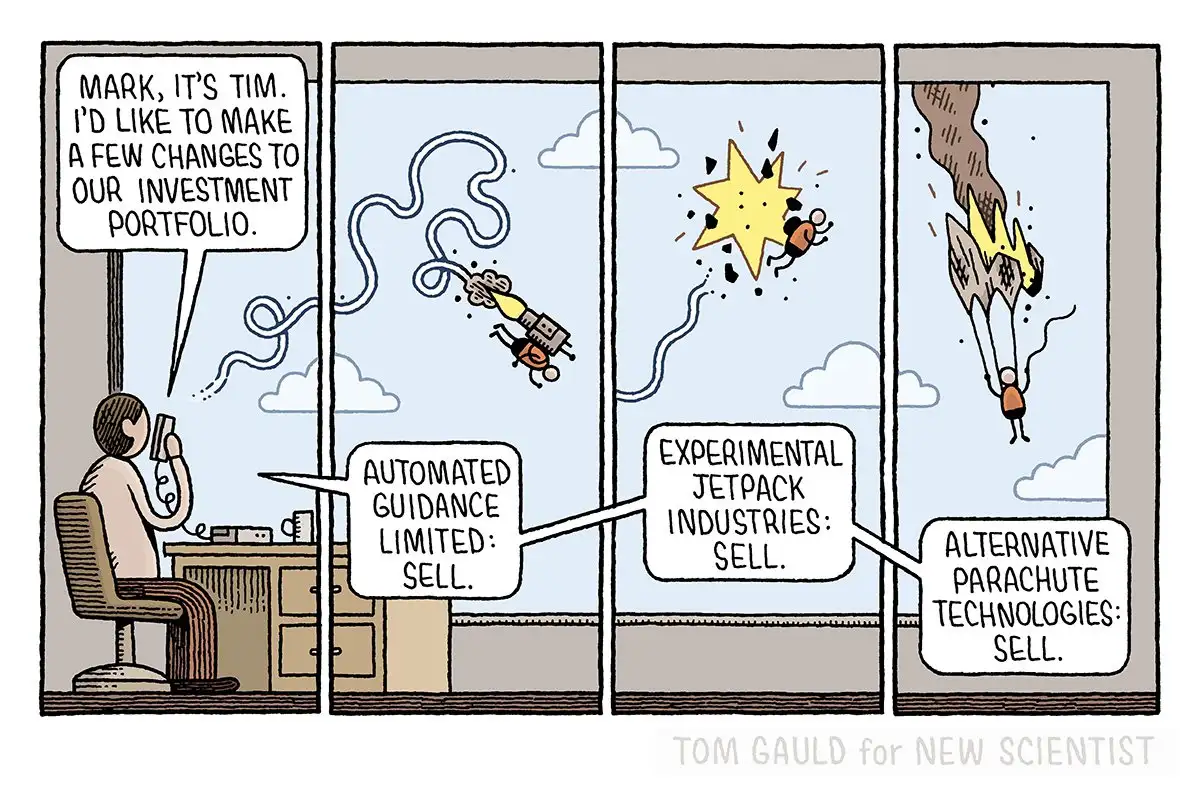 MARK, IT'S TIM.
I'D LIKE TO MAKE
A FEW CHANGES TO
OUR INVESTMENT
PORTFOLIO.
AUTOMATED
GUIDANCE
LIMITED:
SELL.
EXPERIMENTAL
JETPACK
INDUSTRIES:
SELL.
ALTERNATIVE
PARACHUTE
TECHNOLOGIES:
SELL.
TOM GAULD for NEW SCIENTIST